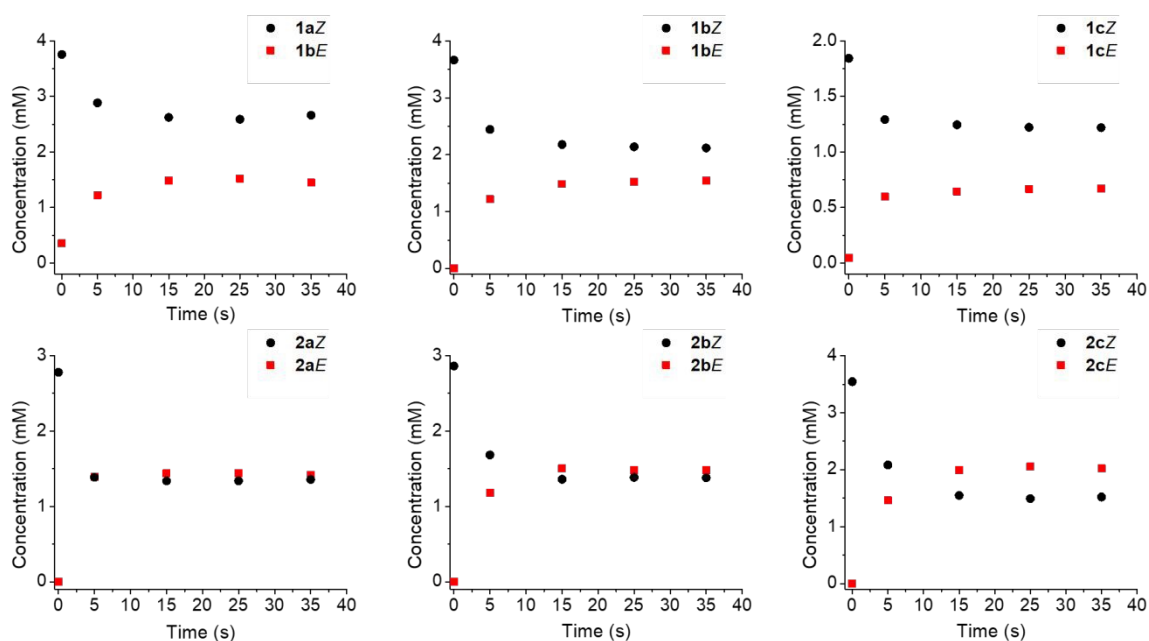 1aZ
1bE
Concentration (mM)
4
3
2
1
0
0 5 10 15 20 25 30 35 40
Time (s)
1bZ
1bE
Concentration (mM)
4
3
2
1
0
0 5 10 15 20 25 30 35 40
Time (s)
1cZ
1cE
Concentration (mM)
2.0
1.5
1.0
0.5
0.0
0 5 10 15 20 25 30 35 40
Time (s)
2aZ
2aE
Concentration (mM)
3
2
1
0
0 5 10 15 20 25 30 35 40
Time (s)
2bZ
2bE
Concentration (mM)
3
2
1
0
0 5 10 15 20 25 30 35 40
Time (s)
2cZ
2cE
Concentration (mM)
4
3
2
1
0
0 5 10 15 20 25 30 35 40
Time (s)